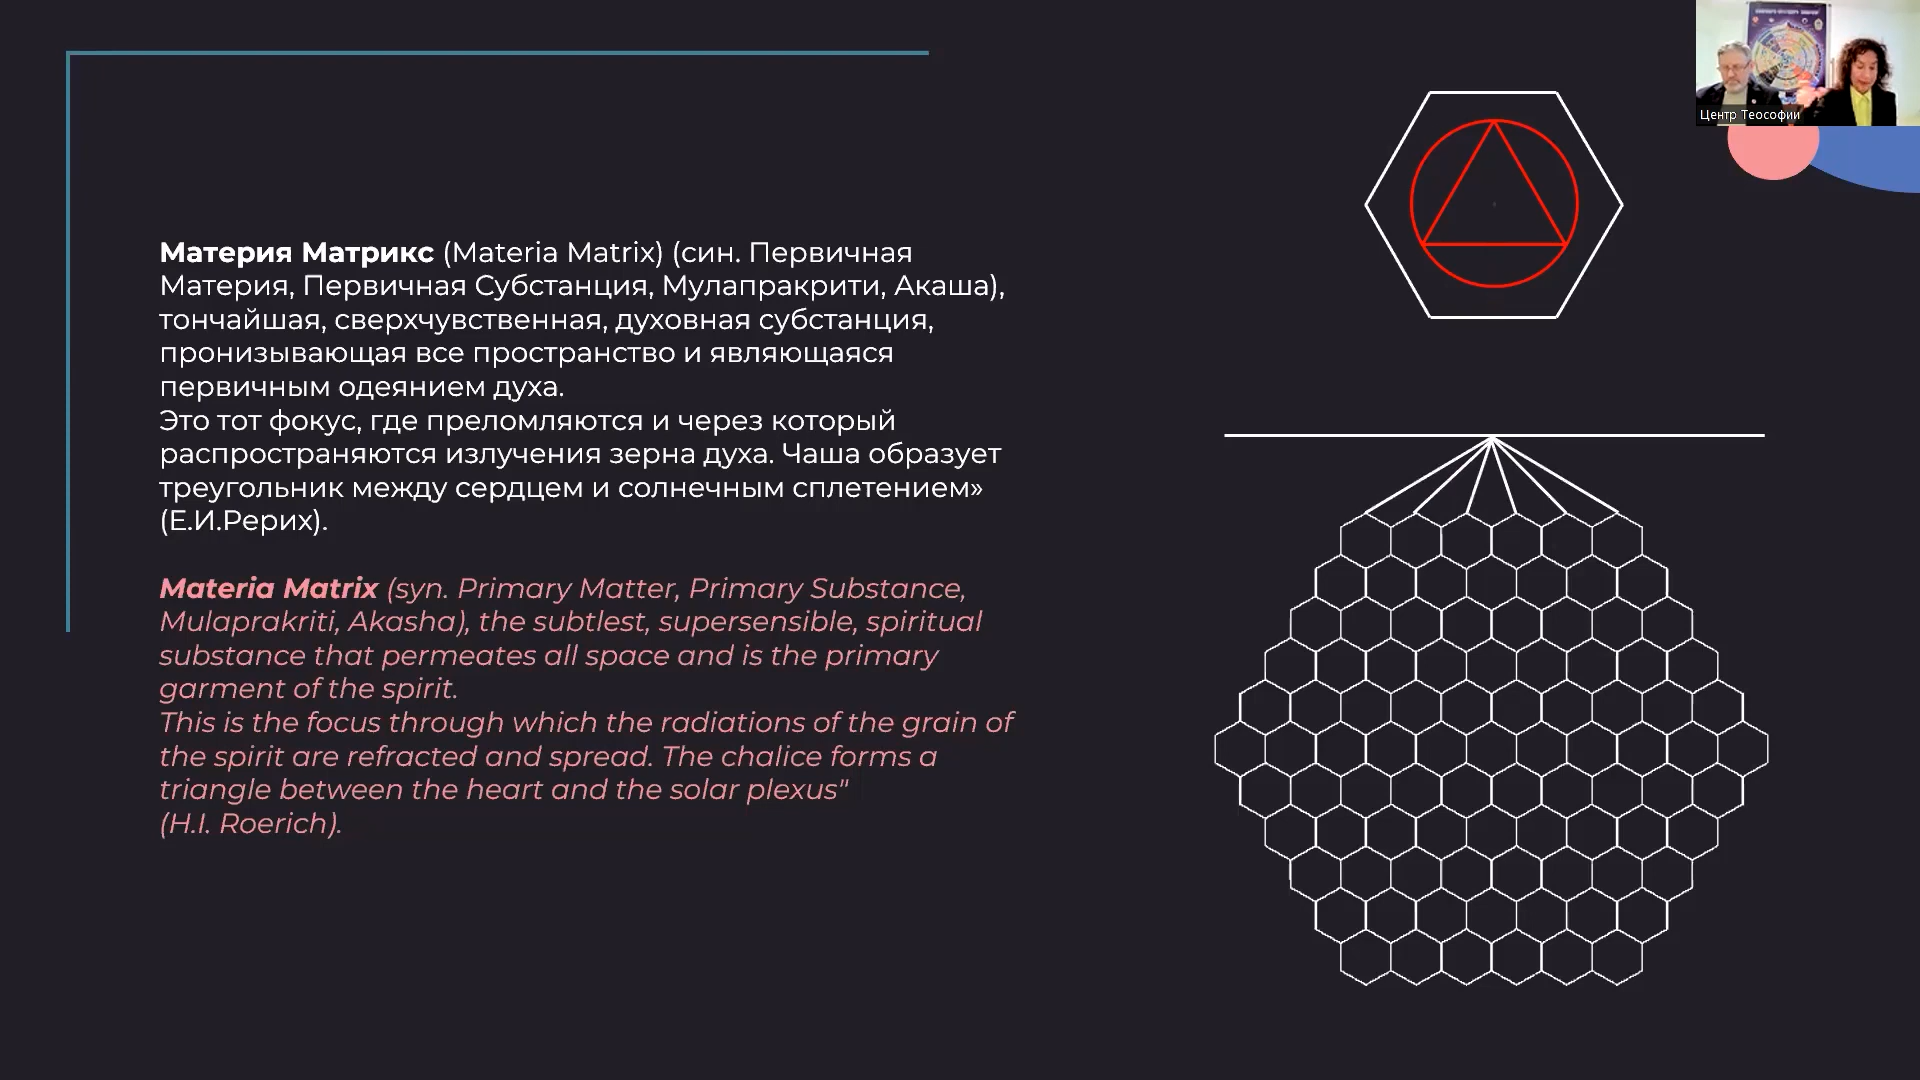 Центр Теософии
Материя Матрикс (Materia Matrix) (син. Первичная
Материя, Первичная Субстанция, Мулапракрити, Акаша),
тончайшая, сверхчувственная, духовная субстанция,
пронизывающая все пространство и являющаяся
первичным одеянием духа.
Это тот фокус, где преломляются и через который
распространяются излучения зерна духа. Чаша образует
треугольник между сердцем и солнечным сплетением»
(Е.И.Рерих).
Materia Matrix (syn. Primary Matter, Primary Substance,
Mulaprakriti, Akasha), the subtlest, supersensible, spiritual
substance that permeates all space and is the primary
garment of the spirit.
This is the focus through which the radiations of the grain of
the spirit are refracted and spread. The chalice forms a
triangle between the heart and the solar plexus"
(H.I. Roerich).